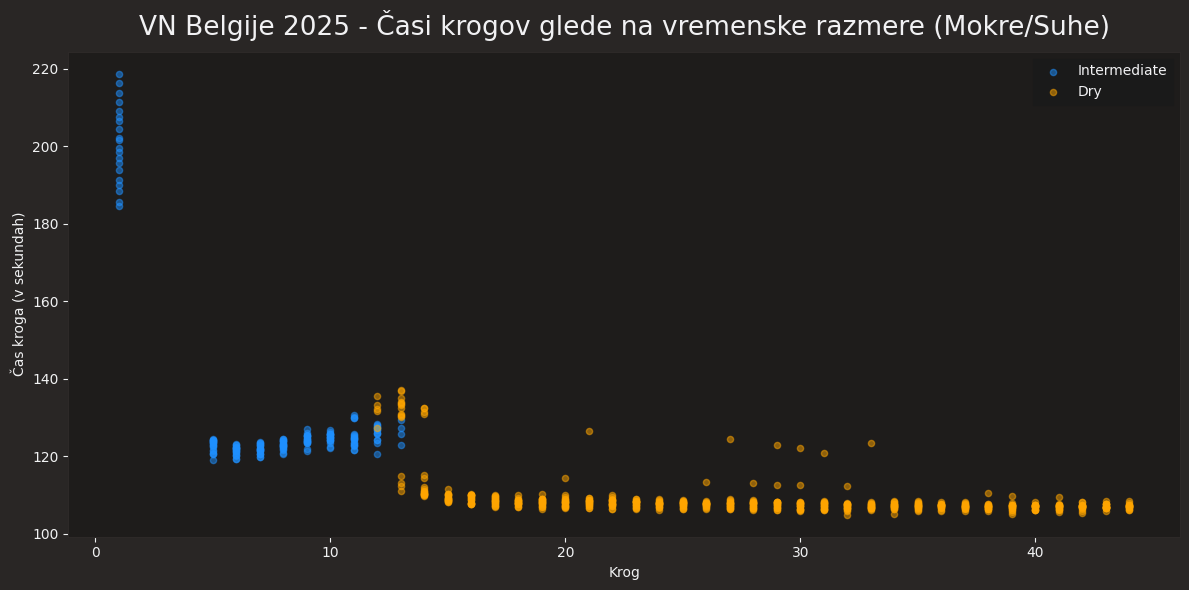 VN Belgije 2025 - Časi krogov glede na vremenske razmere (Mokre/Suhe)
Intermediate
Dry
Čas kroga (v sekundah)
220
200
180
160
140
120
100
0 10 20 30 40
Krog